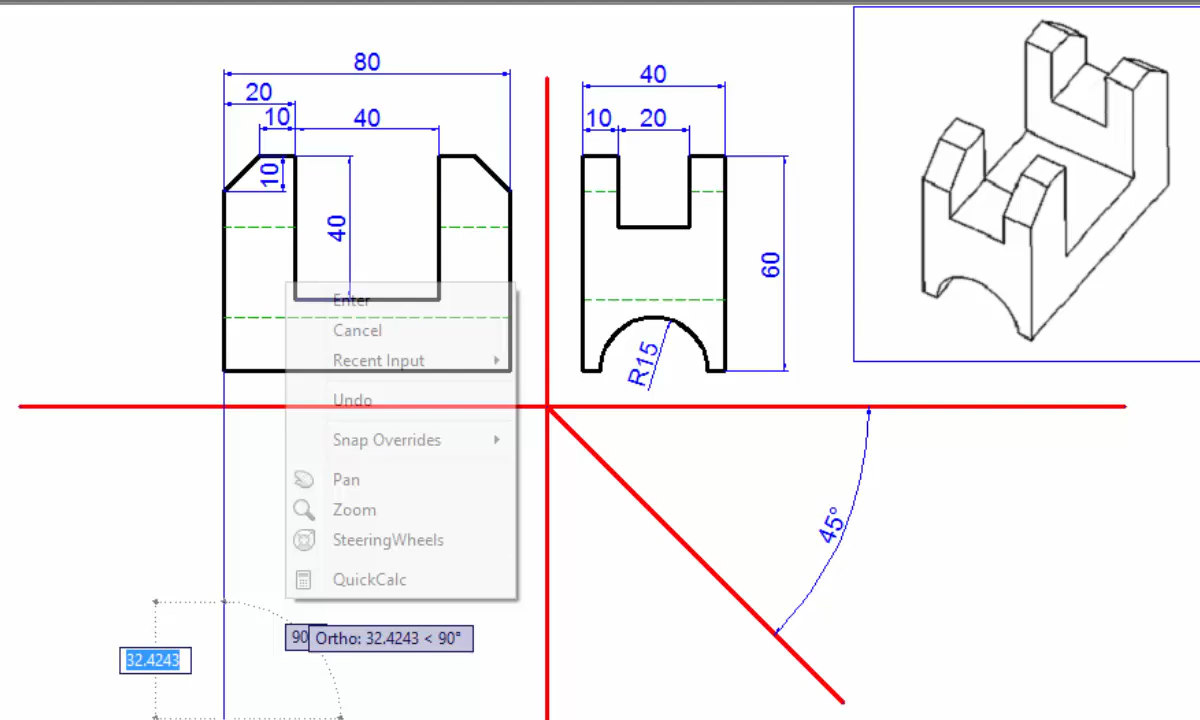 80
40
20
10
40
10
20
10
40
60
R15
Enter
Cancel
Recent Input
Undo
Snap Overrides
Pan
Zoom
SteeringWheels
QuickCalc
45°
90
Ortho: 32.4243 < 90°
32.4243